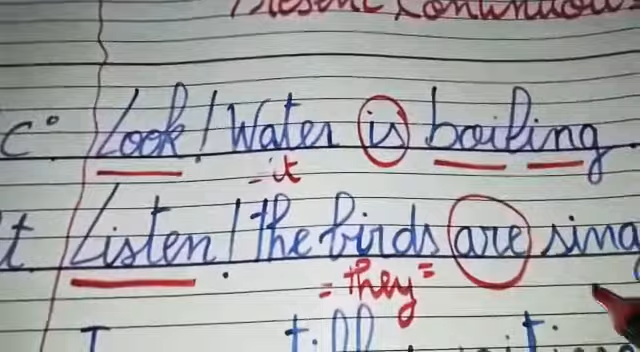 Present Continuous
c: Look! Water is boiling
= it
t Listen! The birds are sing
= they =
I